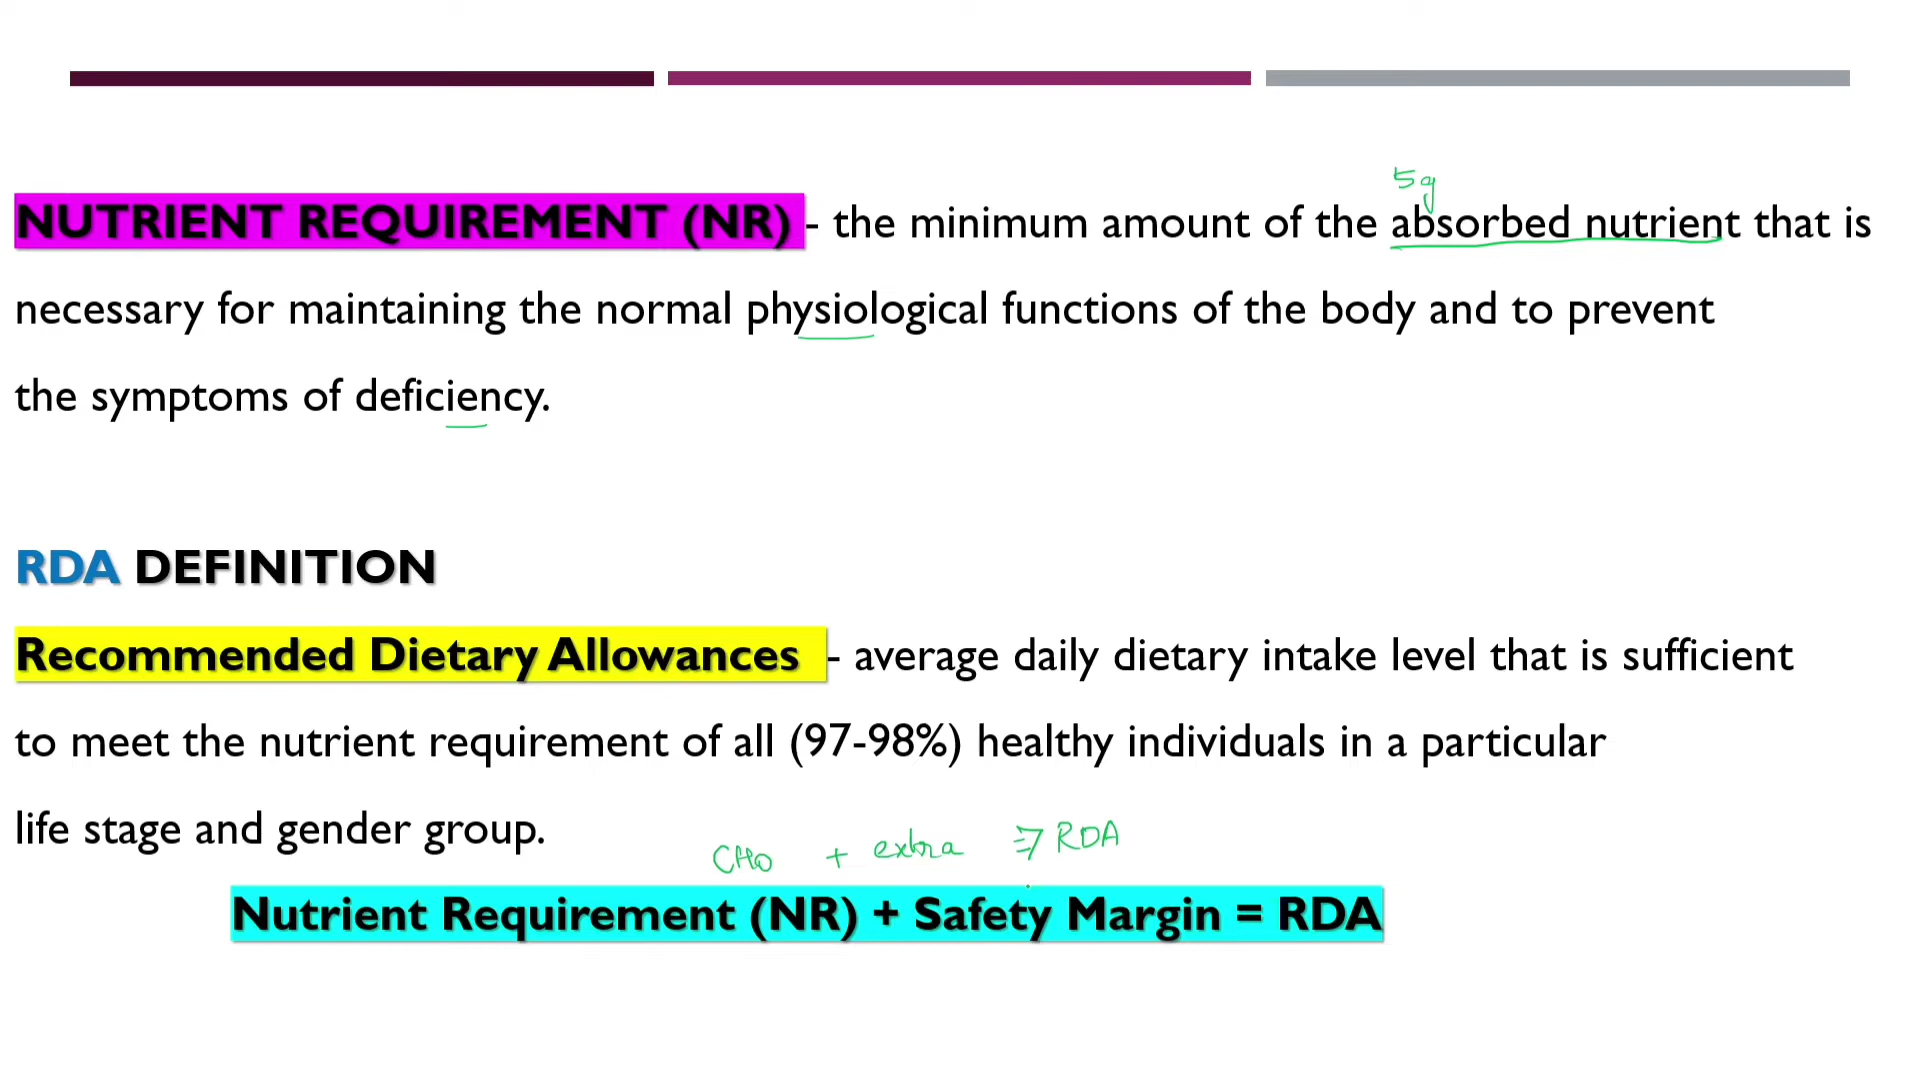 5g
NUTRIENT REQUIREMENT (NR) - the minimum amount of the absorbed nutrient that is
necessary for maintaining the normal physiological functions of the body and to prevent
the symptoms of deficiency.
RDA DEFINITION
Recommended Dietary Allowances - average daily dietary intake level that is sufficient
to meet the nutrient requirement of all (97-98%) healthy individuals in a particular
life stage and gender group.
CHO + extra => RDA
Nutrient Requirement (NR) + Safety Margin = RDA